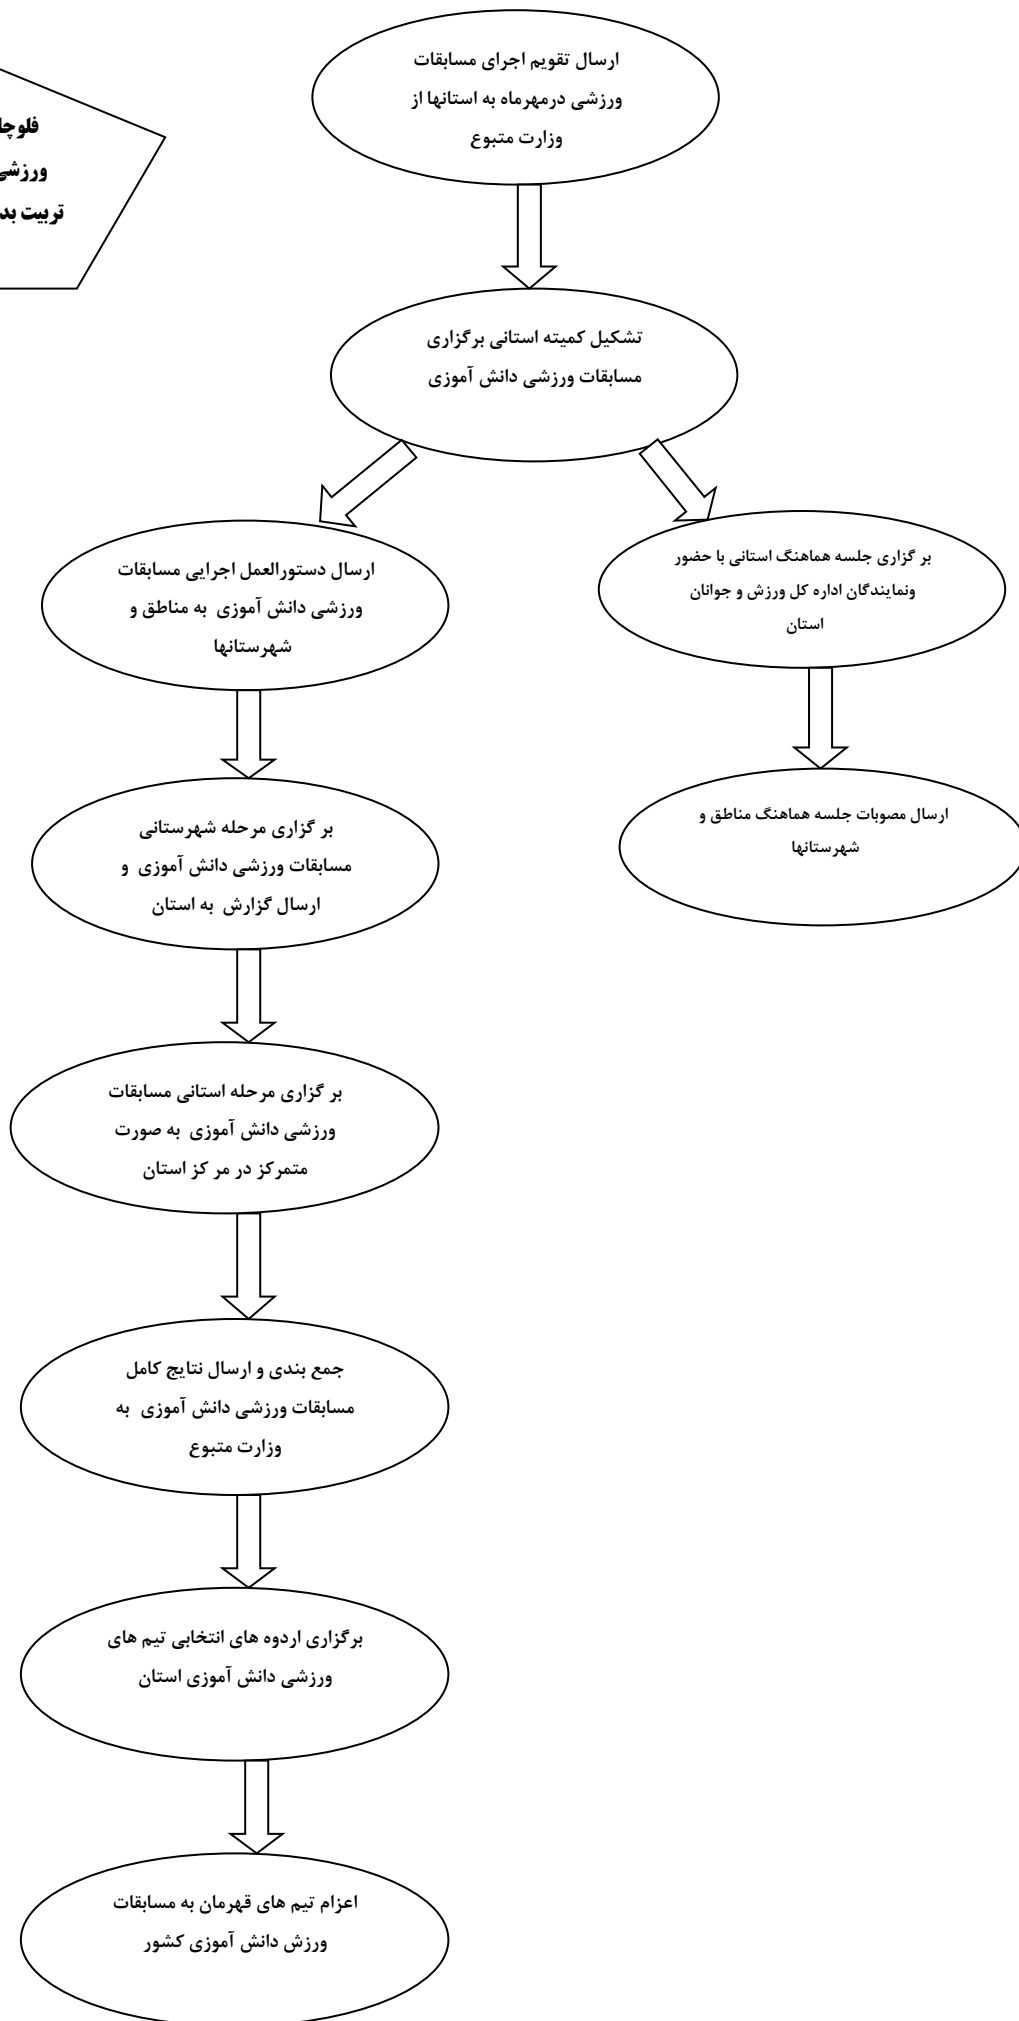 ارسال تقویم اجرای مسابقات
ورزشی درمهرماه به استانها از
وزارت متبوع
ورزشی
تربیت
تشکیل کمیته استانی برگزاری
مسابقات ورزشی دانش آموزی
بر گزاری جلسه هماهنگ استانی با حضور
ونمایندگان اداره کل ورزش و جوانان
استان
ارسال دستورالعمل اجرایی مسابقات
ورزشی دانش آموزی به مناطق و
شهرستانها
ارسال مصوبات جلسه هماهنگ مناطق و
شهرستانها
بر گزاری مرحله شهرستانی
مسابقات ورزشی دانش آموزی و
ارسال گزارش به استان
بر گزاری مرحله استانی مسابقات
ورزشی دانش آموزی به صورت
متمرکز در مر کز استان
جمع بندی و ارسال نتایج کامل
مسابقات ورزشی دانش آموزی به
وزارت متبوع
برگزاری اردوه های انتخابی تیم های
ورزشی دانش آموزی استان
اعزام تیم های قهرمان به مسابقات
ورزش دانش آموزی کشور